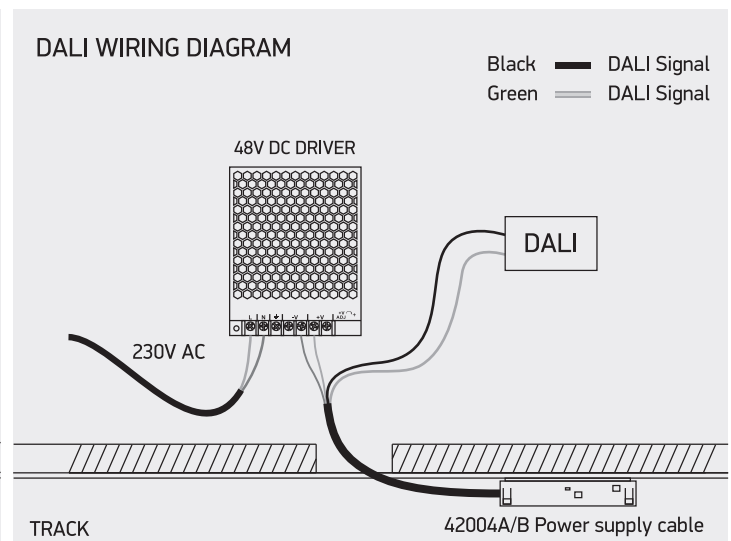 DALI WIRING DIAGRAM
Black DALI Signal
Green DALI Signal
48V DC DRIVER
DALI
L N -V +V +V ADJ +
230V AC
TRACK
42004A/B Power supply cable